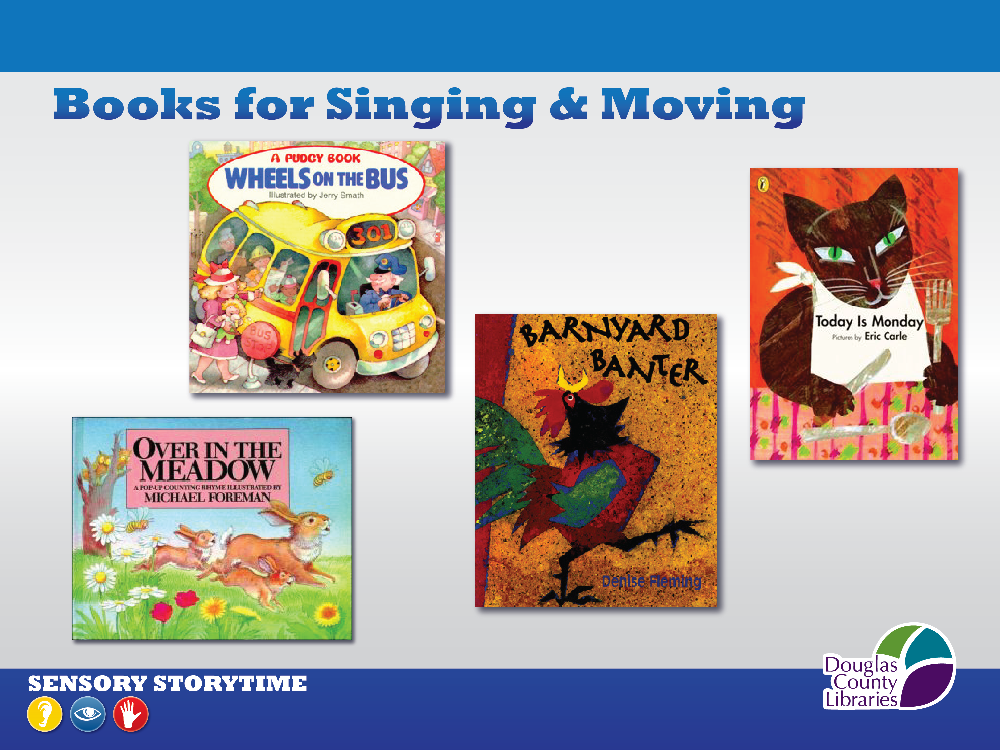 Books for Singing & Moving
A PUDGY BOOK
WHEELS ON THE BUS
Illustrated by Jerry Smath
301
BUS
STOP
Today Is Monday
Pictures by Eric Carle
BARNYARD
BANTER
Denise Fleming
OVER IN THE
MEADOW
A POP-UP COUNTING RHYME ILLUSTRATED BY
MICHAEL FOREMAN
SENSORY STORYTIME
Douglas
County
Libraries